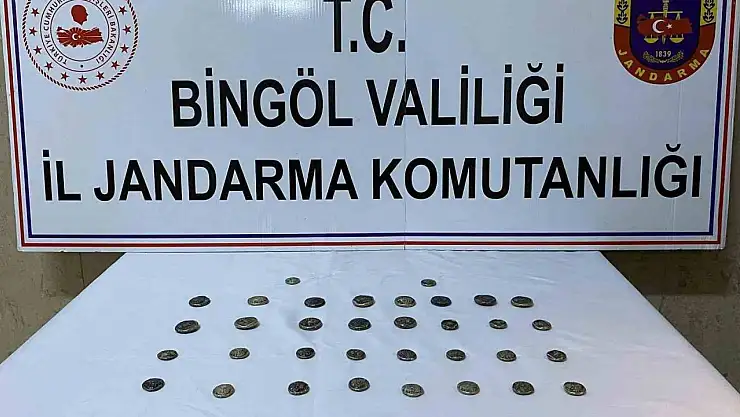 T.C.
BİNGÖL VALİLİĞİ
İL JANDARMA KOMUTANLIĞI
1839
JANDARMA